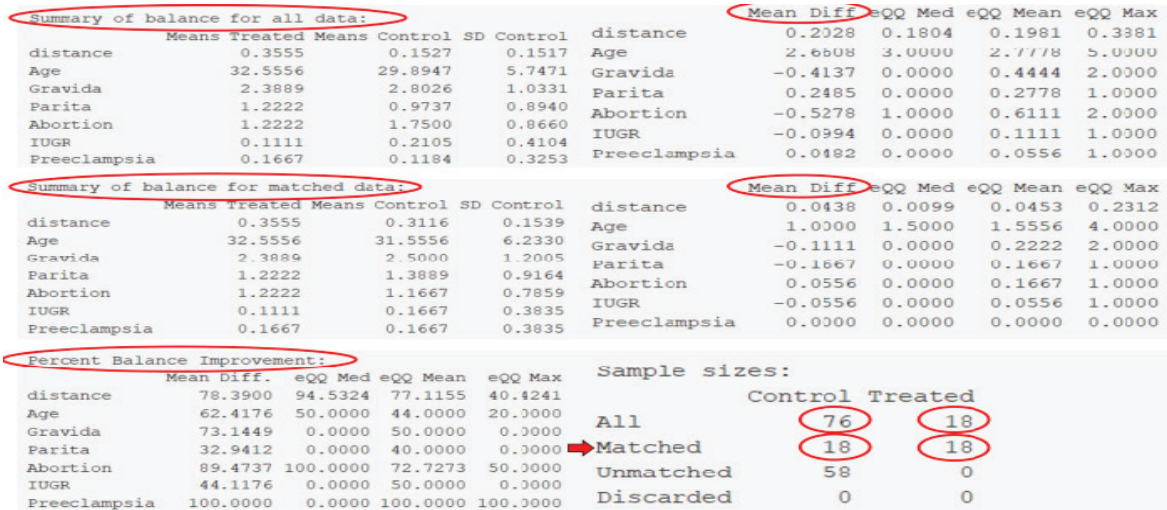 Summary of balance for all data:
Means Treated Means Control SD Control
distance 0.3555 0.1527 0.1517
Age 32.5556 29.8947 5.7471
Gravida 2.3889 2.8026 1.0331
Parita 1.2222 0.9737 0.8940
Abortion 1.2222 1.7500 0.8660
IUGR 0.1111 0.2105 0.4104
Preeclampsia 0.1667 0.1184 0.3253
Mean Diff eQQ Med eQQ Mean eQQ Max
distance 0.2028 0.1804 0.1981 0.3381
Age 2.6608 3.0000 2.7778 5.0000
Gravida -0.4137 0.0000 0.4444 2.0000
Parita 0.2485 0.0000 0.2778 1.0000
Abortion -0.5278 1.0000 0.6111 2.0000
IUGR -0.0994 0.0000 0.1111 1.0000
Preeclampsia 0.0482 0.0000 0.0556 1.0000
Summary of balance for matched data:
Means Treated Means Control SD Control
distance 0.3555 0.3116 0.1539
Age 32.5556 31.5556 6.2330
Gravida 2.3889 2.5000 1.2005
Parita 1.2222 1.3889 0.9164
Abortion 1.2222 1.1667 0.7859
IUGR 0.1111 0.1667 0.3835
Preeclampsia 0.1667 0.1667 0.3835
Mean Diff eQQ Med eQQ Mean eQQ Max
distance 0.0438 0.0099 0.0453 0.2312
Age 1.0000 1.5000 1.5556 4.0000
Gravida -0.1111 0.0000 0.2222 2.0000
Parita -0.1667 0.0000 0.1667 1.0000
Abortion 0.0556 0.0000 0.1667 1.0000
IUGR -0.0556 0.0000 0.0556 1.0000
Preeclampsia 0.0000 0.0000 0.0000 0.0000
Percent Balance Improvement:
Mean Diff. eQQ Med eQQ Mean eQQ Max
distance 78.3900 94.5324 77.1155 40.4241
Age 62.4176 50.0000 44.0000 20.0000
Gravida 73.1449 0.0000 50.0000 0.0000
Parita 32.9412 0.0000 40.0000 0.0000
Abortion 89.4737 100.0000 72.7273 50.0000
IUGR 44.1176 0.0000 50.0000 0.0000
Preeclampsia 100.0000 0.0000 100.0000 100.0000
Sample sizes:
Control Treated
All 76 18
Matched 18 18
Unmatched 58 0
Discarded 0 0